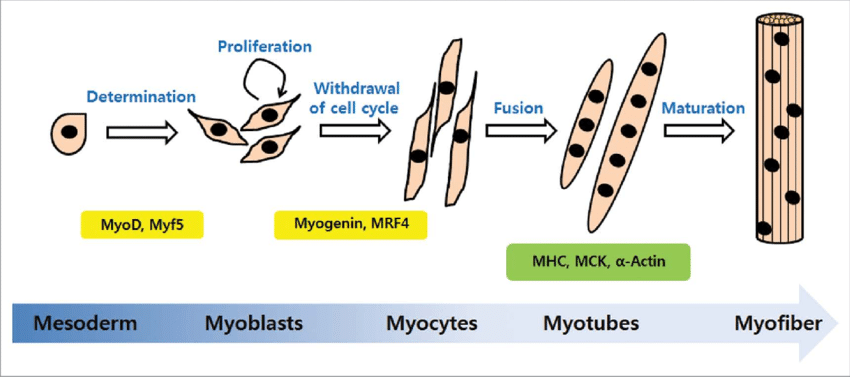 Proliferation
Determination
Withdrawal
of cell cycle
Fusion
Maturation
MyoD, Myf5
Myogenin, MRF4
MHC, MCK, α-Actin
Mesoderm
Myoblasts
Myocytes
Myotubes
Myofiber